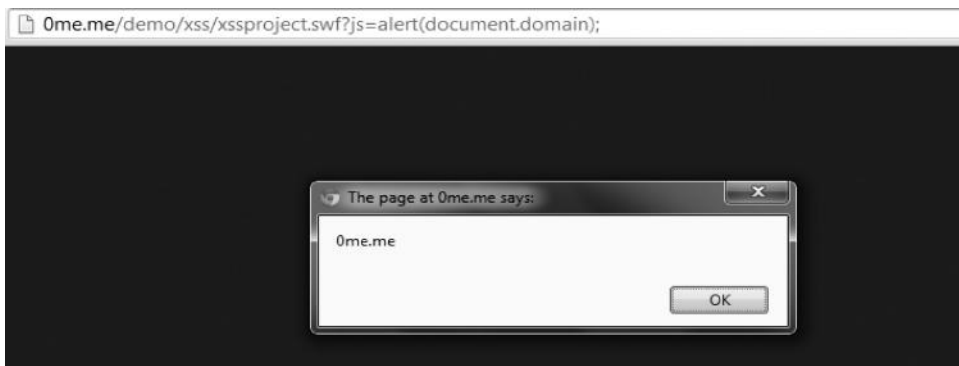 0me.me/demo/xss/xssproject.swf?js=alert(document.domain);
The page at 0me.me says:
0me.me
OK